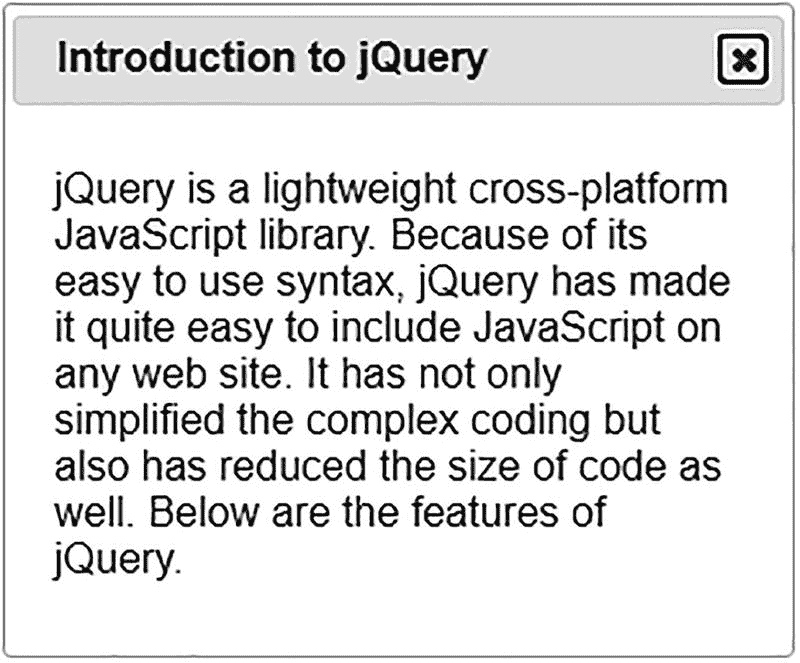 Introduction to jQuery
jQuery is a lightweight cross-platform
JavaScript library. Because of its
easy to use syntax, jQuery has made
it quite easy to include JavaScript on
any web site. It has not only
simplified the complex coding but
also has reduced the size of code as
well. Below are the features of
jQuery.